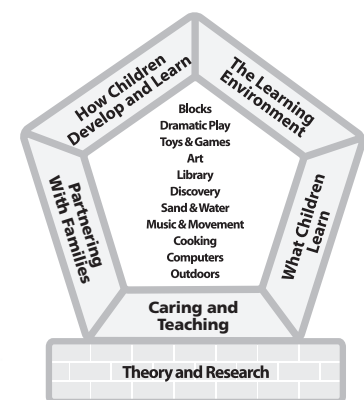 How Children
Develop and Learn
The Learning
Environment
Blocks
Dramatic Play
Toys & Games
Art
Library
Discovery
Sand & Water
Music & Movement
Cooking
Computers
Outdoors
Partnering
With Families
What Children
Learn
Caring and
Teaching
Theory and Research